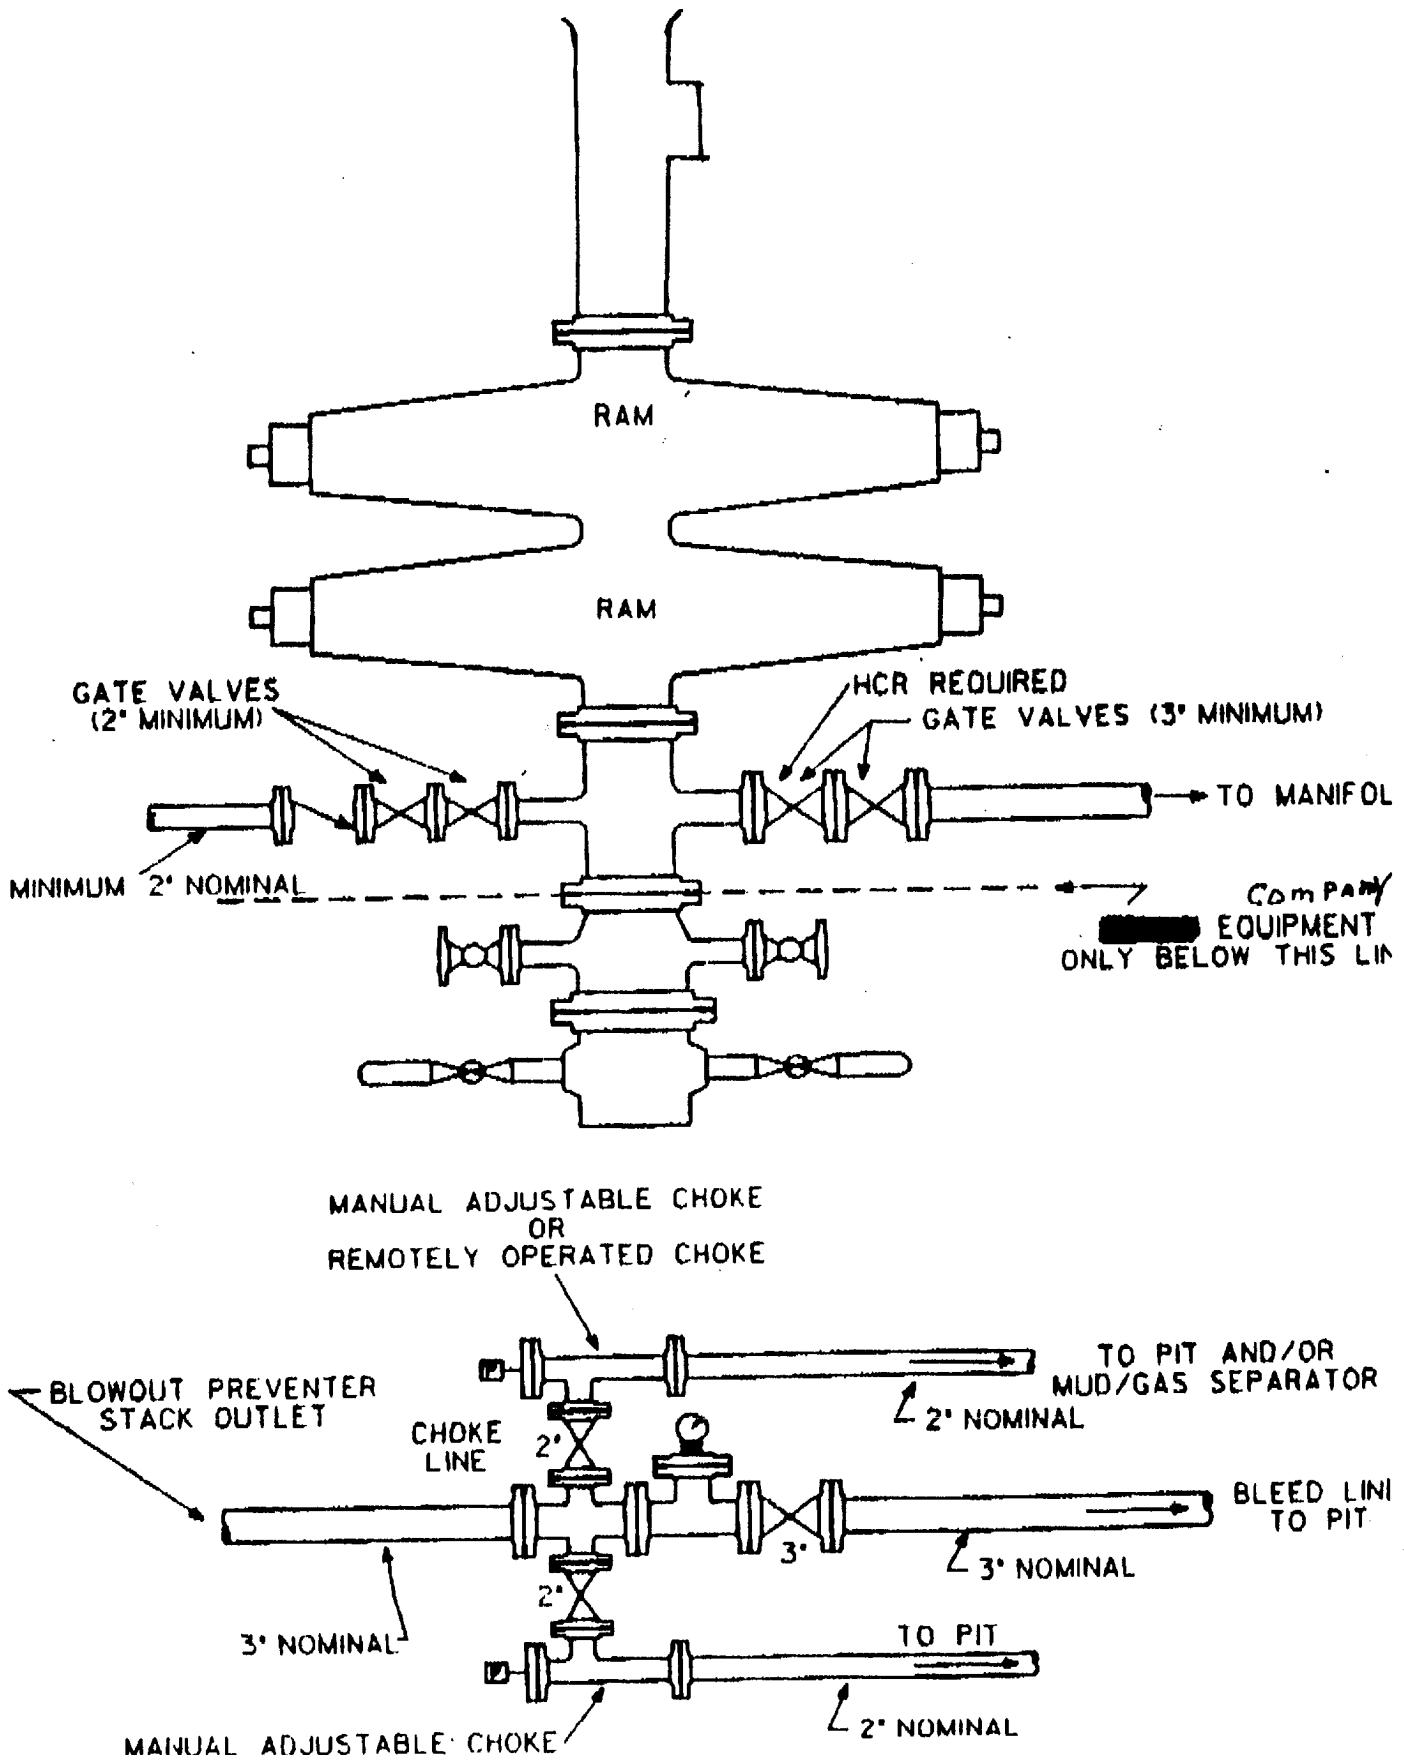 RAM
RAM
GATE VALVES
(2" MINIMUM)
HCR REQUIRED
GATE VALVES (3" MINIMUM)
TO MANIFOL
MINIMUM 2" NOMINAL
COMPANY
EQUIPMENT
ONLY BELOW THIS LIN
MANUAL ADJUSTABLE CHOKE
OR
REMOTELY OPERATED CHOKE
TO PIT AND/OR
MUD/GAS SEPARATOR
2" NOMINAL
BLOWOUT PREVENTER
STACK OUTLET
CHOKE
LINE
2"
BLEED LINE
TO PIT
3"
3" NOMINAL
2"
3" NOMINAL
TO PIT
2" NOMINAL
MANUAL ADJUSTABLE CHOKE